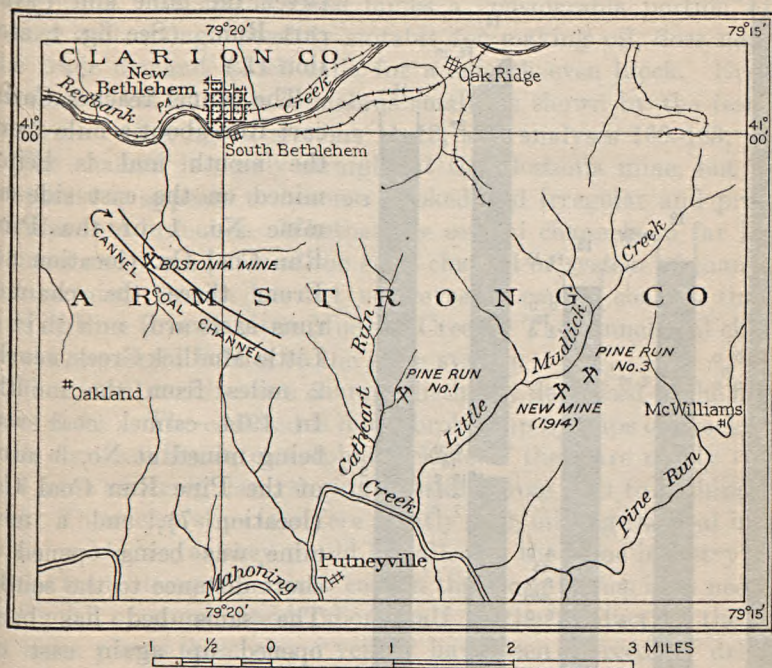 79°20'
79°15'
CLARION CO
New
Bethlehem
Redbank
Creek
Oak Ridge
41°
00'
41°
00'
South Bethlehem
CANNEL COAL CHANNEL
BOSTONIA MINE
ARMSTRONG CO
Mudlick
Creek
Run
PINE RUN
No.1
PINE RUN
No.3
Oakland
Little
NEW MINE
(1914)
McWilliams
Creek
Pine Run
Putneyville
Mahoning
79°20'
79°15'
1 ½ 0 1 2 3 MILES